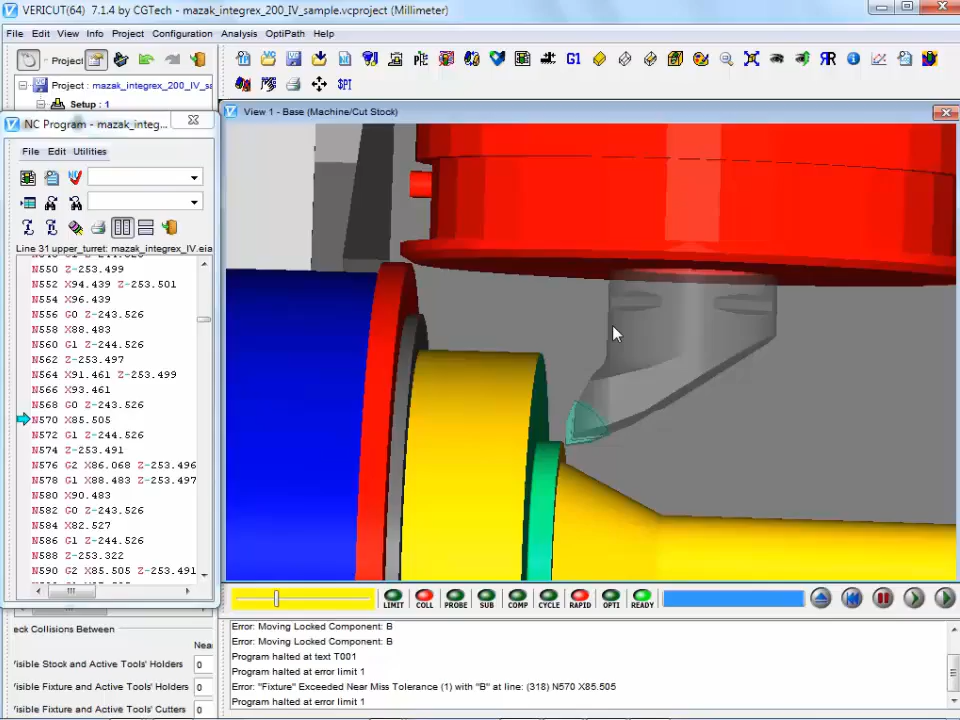 VERICUT(64) 7.1.4 by CGTech - mazak_integrex_200_IV_sample.vcproject (Millimeter)
File Edit View Info Project Configuration Analysis OptiPath Help
Project
Project : mazak_integrex_200_IV_sa
Setup : 1
G1
RR
$PI
View 1 - Base (Machine/Cut Stock)
NC Program - mazak_integ...
File Edit Utilities
Line 31 upper_turret: mazak_integrex_IV.eia
N550 Z-253.499
N552 X94.439 Z-253.501
N554 X96.439
N556 G0 Z-243.526
N558 X88.483
N560 G1 Z-244.526
N562 Z-253.497
N564 X91.461 Z-253.499
N566 X93.461
N568 G0 Z-243.526
N570 X85.505
N572 G1 Z-244.526
N574 Z-253.491
N576 G2 X86.068 Z-253.496
N578 G1 X88.483 Z-253.497
N580 X90.483
N582 G0 Z-243.526
N584 X82.527
N586 G1 Z-244.526
N588 Z-253.322
N590 G2 X85.505 Z-253.491
LIMIT COLL PROBE SUB COMP CYCLE RAPID OPTI READY
eck Collisions Between
Nea
isible Stock and Active Tools' Holders 0
isible Fixture and Active Tools' Holders 0
isible Fixture and Active Tools' Cutters 0
Error: Moving Locked Component: B
Error: Moving Locked Component: B
Program halted at text T001
Program halted at error limit 1
Error: "Fixture" Exceeded Near Miss Tolerance (1) with "B" at line: (318) N570 X85.505
Program halted at error limit 1